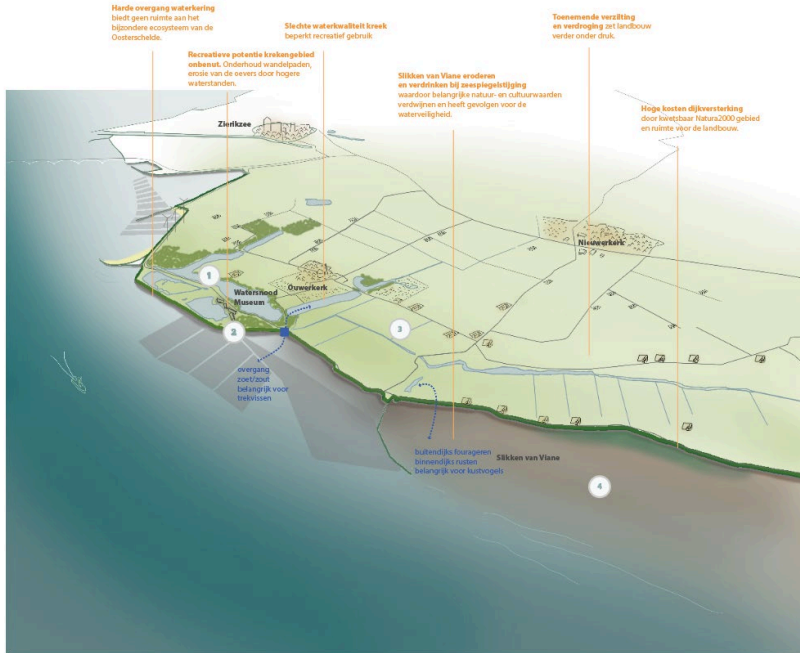 Harde overgang waterkering
biedt geen ruimte aan het
bijzondere ecosysteem van de
Oosterschelde.
Recreatieve potentie krekengebied
onbenut. Onderhoud wandelpaden,
erosie van de oevers door hogere
waterstanden.
Slechte waterkwaliteit kreek
beperkt recreatief gebruik
Slikken van Viane eroderen
en verdrinken bij zeespiegelstijging
waardoor belangrijke natuur- en cultuurwaarden
verdwijnen en heeft gevolgen voor de
waterveiligheid.
Toenemende verzilting
en verdroging zet landbouw
verder onder druk.
Hoge kosten dijkversterking
door kwetsbaar Natura2000 gebied
en ruimte voor de landbouw.
Zierikzee
Nieuwerkerk
Ouwerkerk
1
Watersnood
Museum
2
3
overgang
zoet/zout
belangrijk voor
trekvissen
buitendijks fourageren
binnendijks rusten
belangrijk voor kustvogels
Slikken van Viane
4